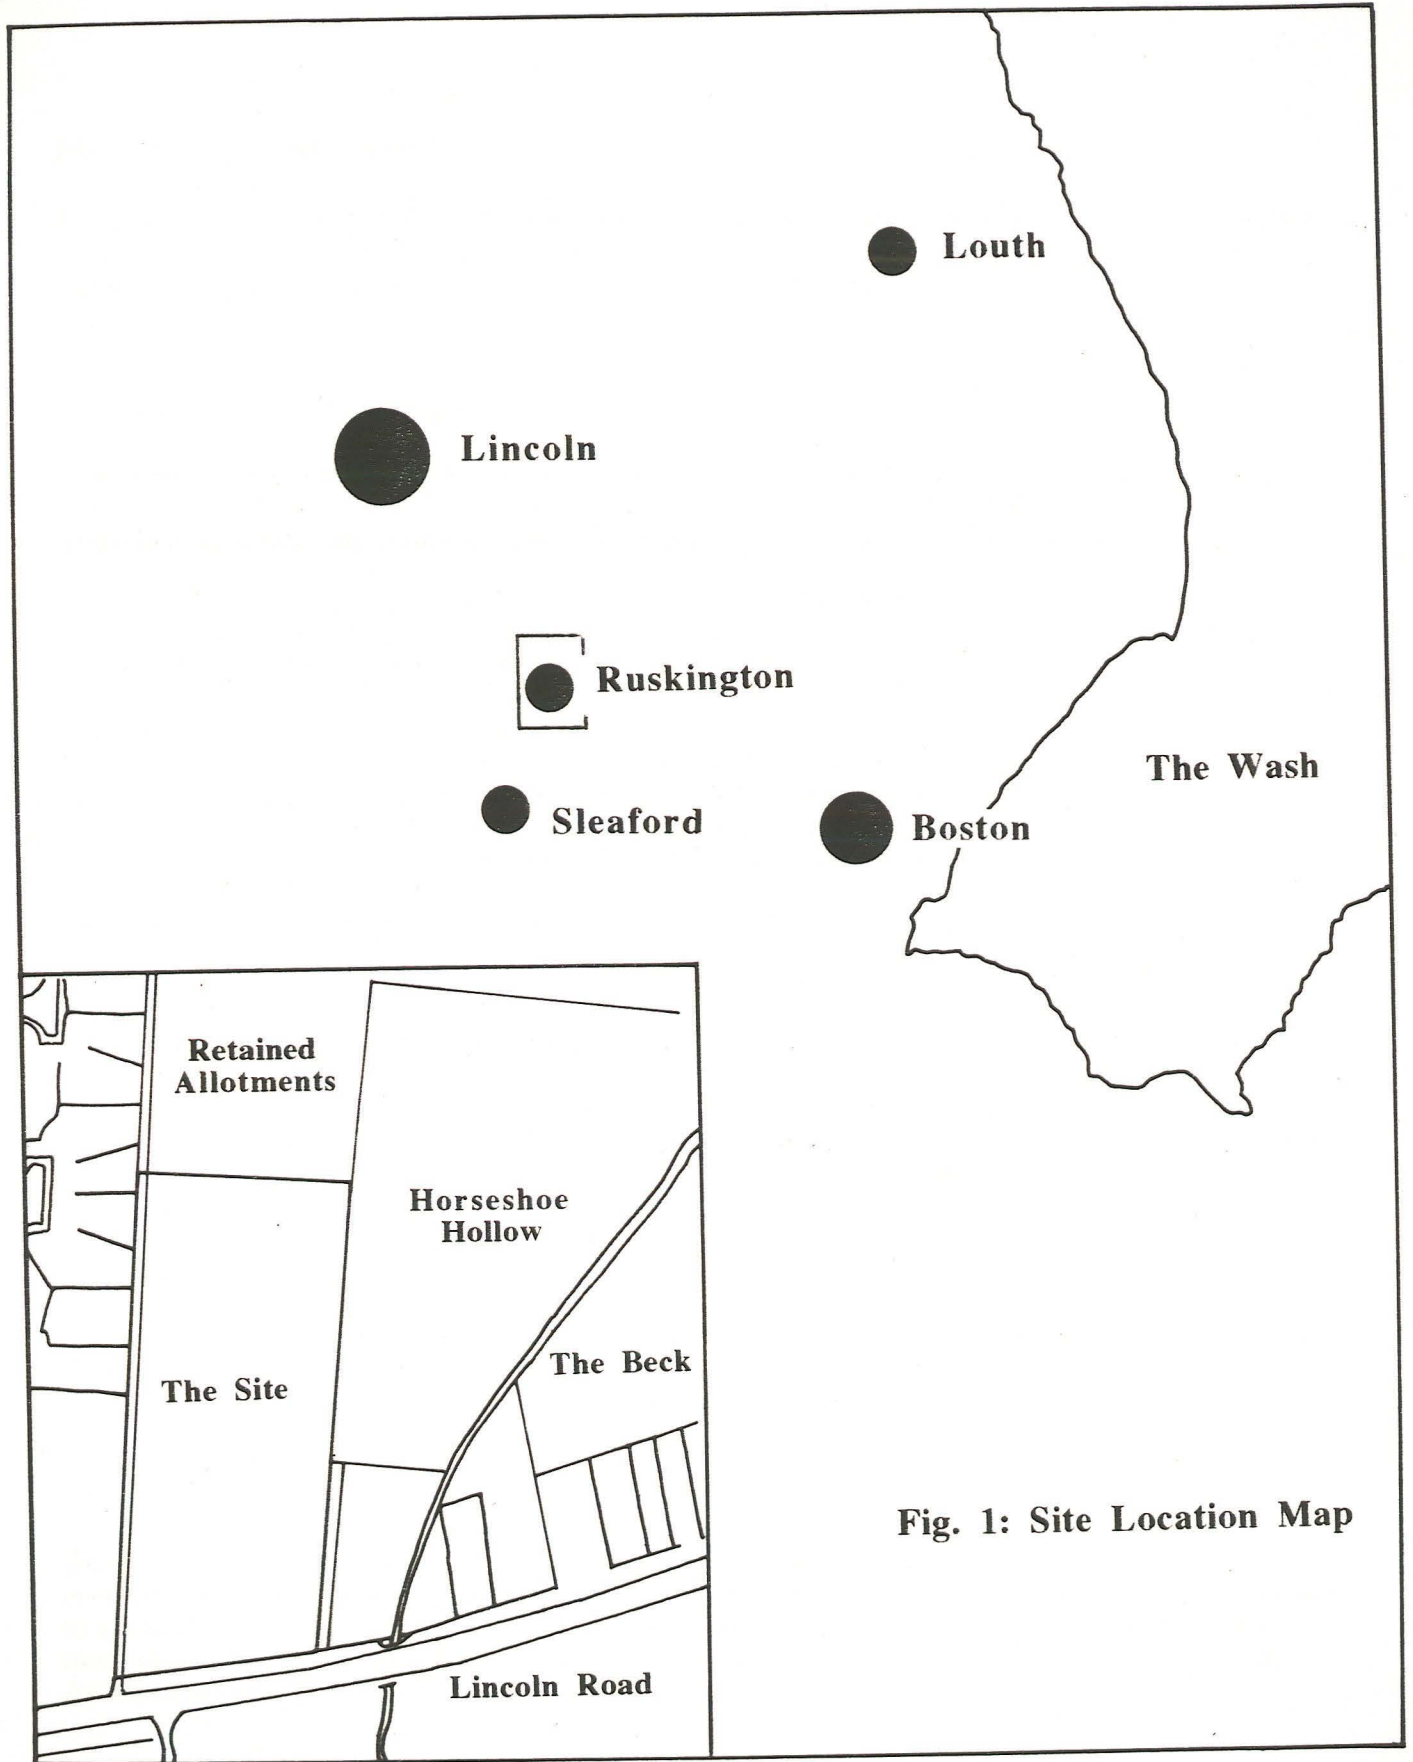 Louth
Lincoln
Ruskington
The Wash
Sleaford
Boston
Retained
Allotments
Horseshoe
Hollow
The Beck
The Site
Fig. 1: Site Location Map
Lincoln Road